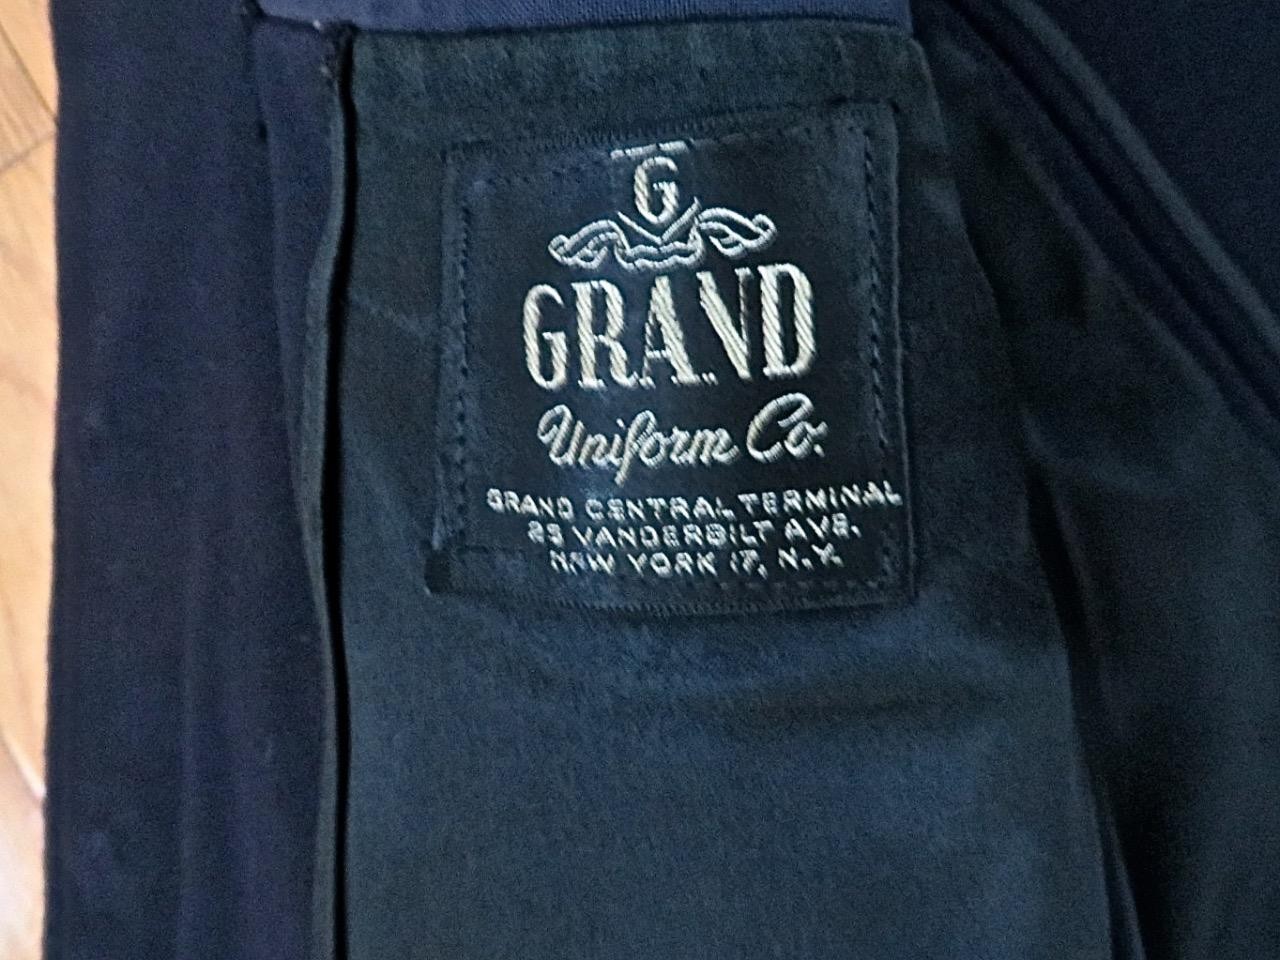 G
GRAND
Uniform Co.
GRAND CENTRAL TERMINAL
25 VANDERBILT AVE.
NEW YORK 17, N.Y.